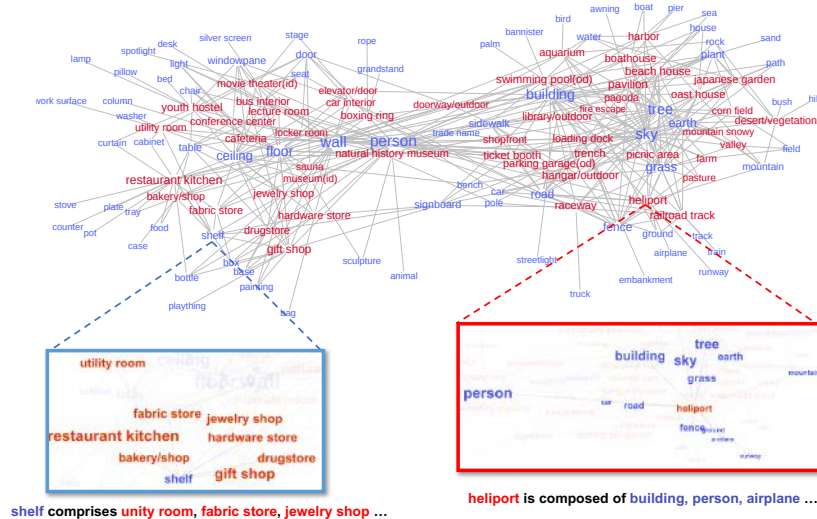 awning boat pier
bird sea
silver screen stage bannister water harbor house
desk rope palm aquarium rock sand
spotlight door boathouse plant
lamp light windowpane grandstand beach house path
pillow seat swimming pool(od) pavilion japanese garden
bed movie theater(id) elevator/door building pagoda oast house
work surface column chair bus interior car interior doorway/outdoor fire escape tree corn field bush
youth hostel lecture room boxing ring library/outdoor earth desert/vegetation
washer conference center sidewalk sky
utility room locker room trade name loading dock mountain snowy
curtain cabinet cafeteria wall person shopfront valley field
table ceiling floor natural history museum ticket booth trench picnic area farm
sauna parking garage(od) grass mountain
restaurant kitchen museum(id) hangar/outdoor pasture
bakery/shop jewelry shop bench car road
stove plate fabric store signboard pole raceway heliport
counter tray hardware store railroad track
pot food drugstore fence
case shelf gift shop ground track
box sculpture streetlight airplane train
bottle base animal runway
painting embankment
plaything truck
bag
utility room
ceiling
floor wall
fabric store jewelry shop
restaurant kitchen hardware store
bakery/shop drugstore
shelf gift shop
tree
building sky earth
mountain
grass
person
car road heliport
fence ground
airplane
runway
shelf comprises unity room, fabric store, jewelry shop …
heliport is composed of building, person, airplane …